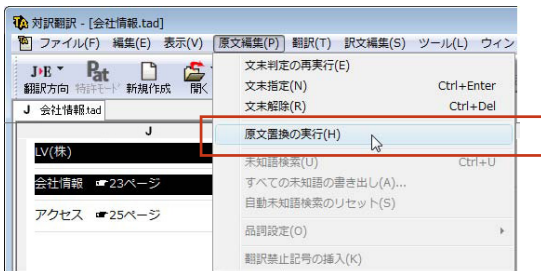 対訳翻訳 - [会社情報.tad]
ファイル(F) 編集(E) 表示(V) 原文編集(P) 翻訳(T) 訳文編集(S) ツール(L) ウィン
J▸E Pat
翻訳方向 特許モード 新規作成 開く
J 会社情報.tad
J
LV(株)
会社情報 ☛23ページ
アクセス ☛25ページ
文末判定の再実行(E)
文末指定(N) Ctrl+Enter
文末解除(R) Ctrl+Del
原文置換の実行(H)
未知語検索(U) Ctrl+U
すべての未知語の書き出し(A)...
自動未知語検索のリセット(S)
品詞設定(O)
翻訳禁止記号の挿入(K)